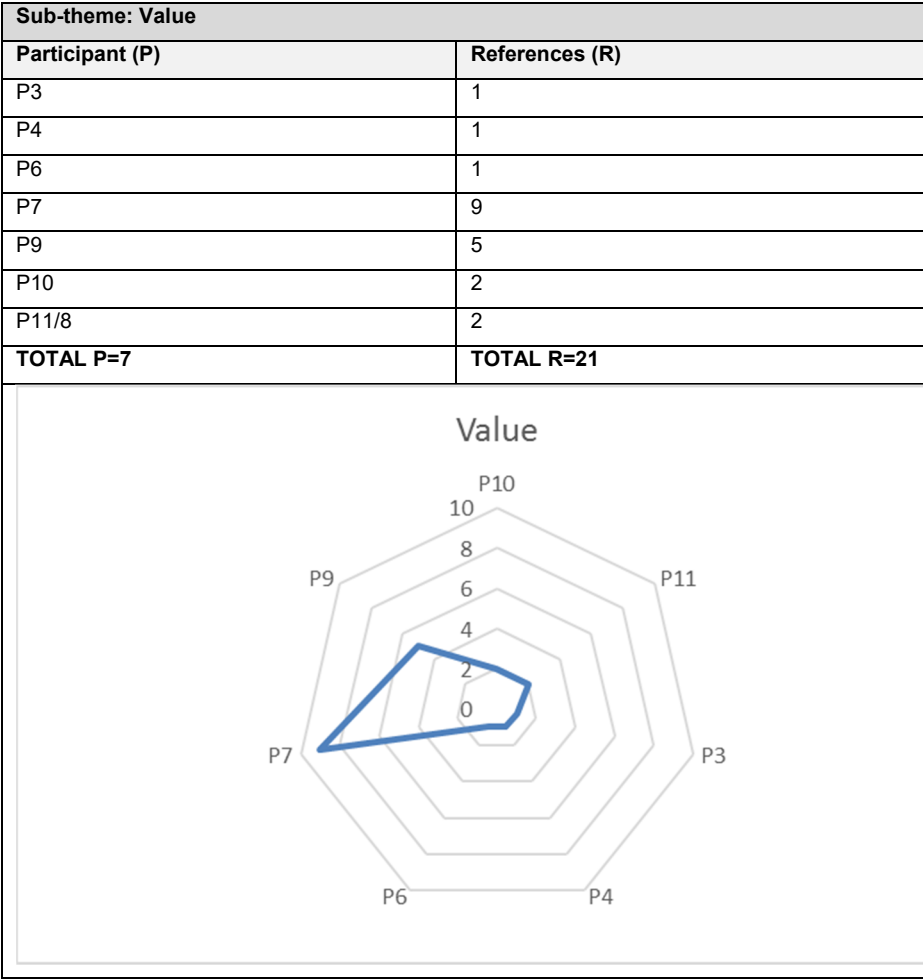 Sub-theme: Value
Participant (P) References (R)
P3 1
P4 1
P6 1
P7 9
P9 5
P10 2
P11/8 2
TOTAL P=7 TOTAL R=21
Value
P10
10
8
P9 P11
6
4
2
0
P7 P3
P6 P4